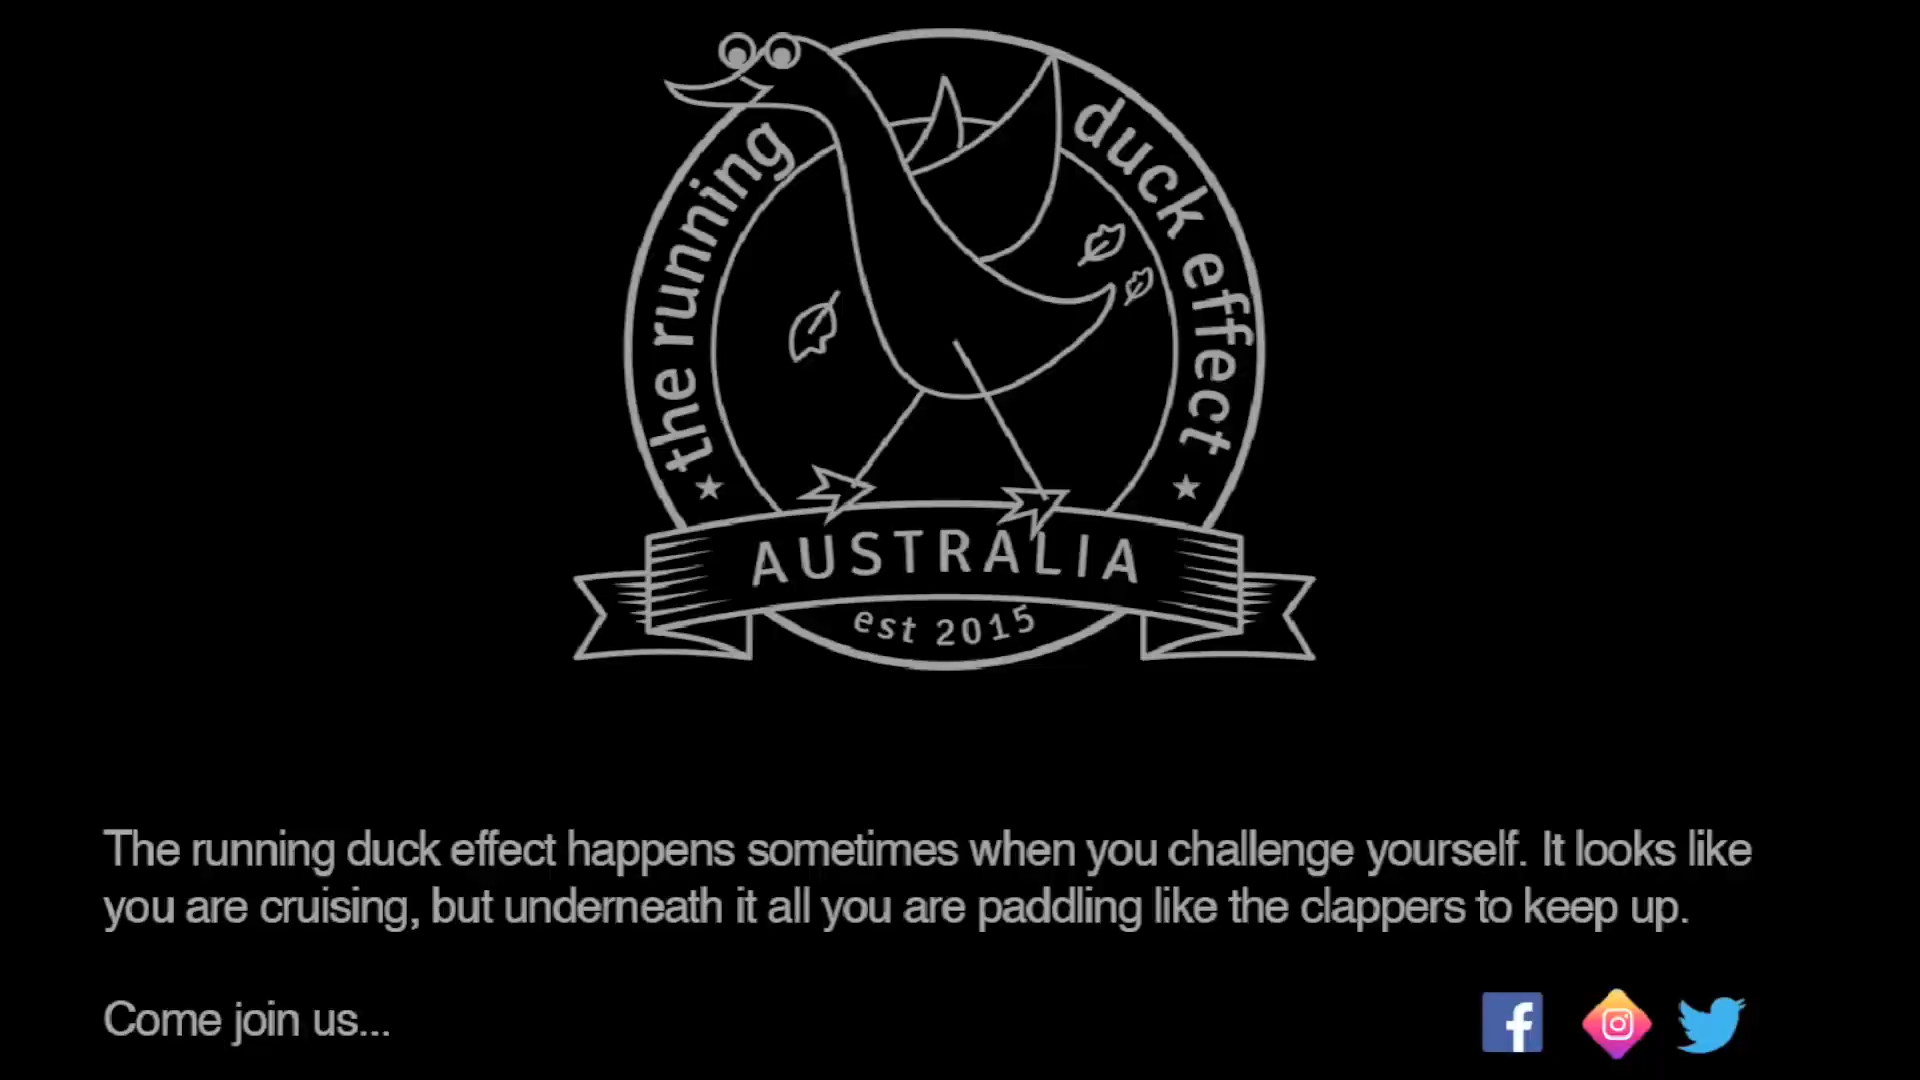 the running duck effect
AUSTRALIA
est 2015
The running duck effect happens sometimes when you challenge yourself. It looks like
you are cruising, but underneath it all you are paddling like the clappers to keep up.
Come join us...